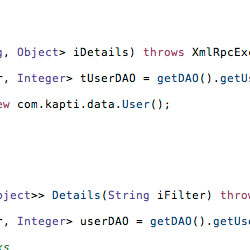 , Object> iDetails) throws XmlRpcExc
, Integer> tUserDAO = getDAO().getUs
ew com.kapti.data.User();
bject>> Details(String iFilter) throw
, Integer> userDAO = getDAO().getUse